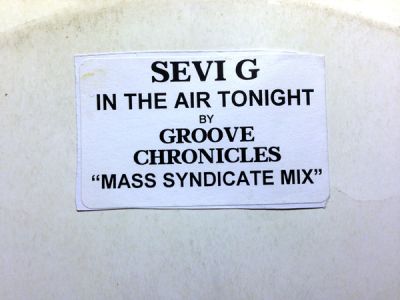 SEVI G
IN THE AIR TONIGHT
BY
GROOVE
CHRONICLES
“MASS SYNDICATE MIX”